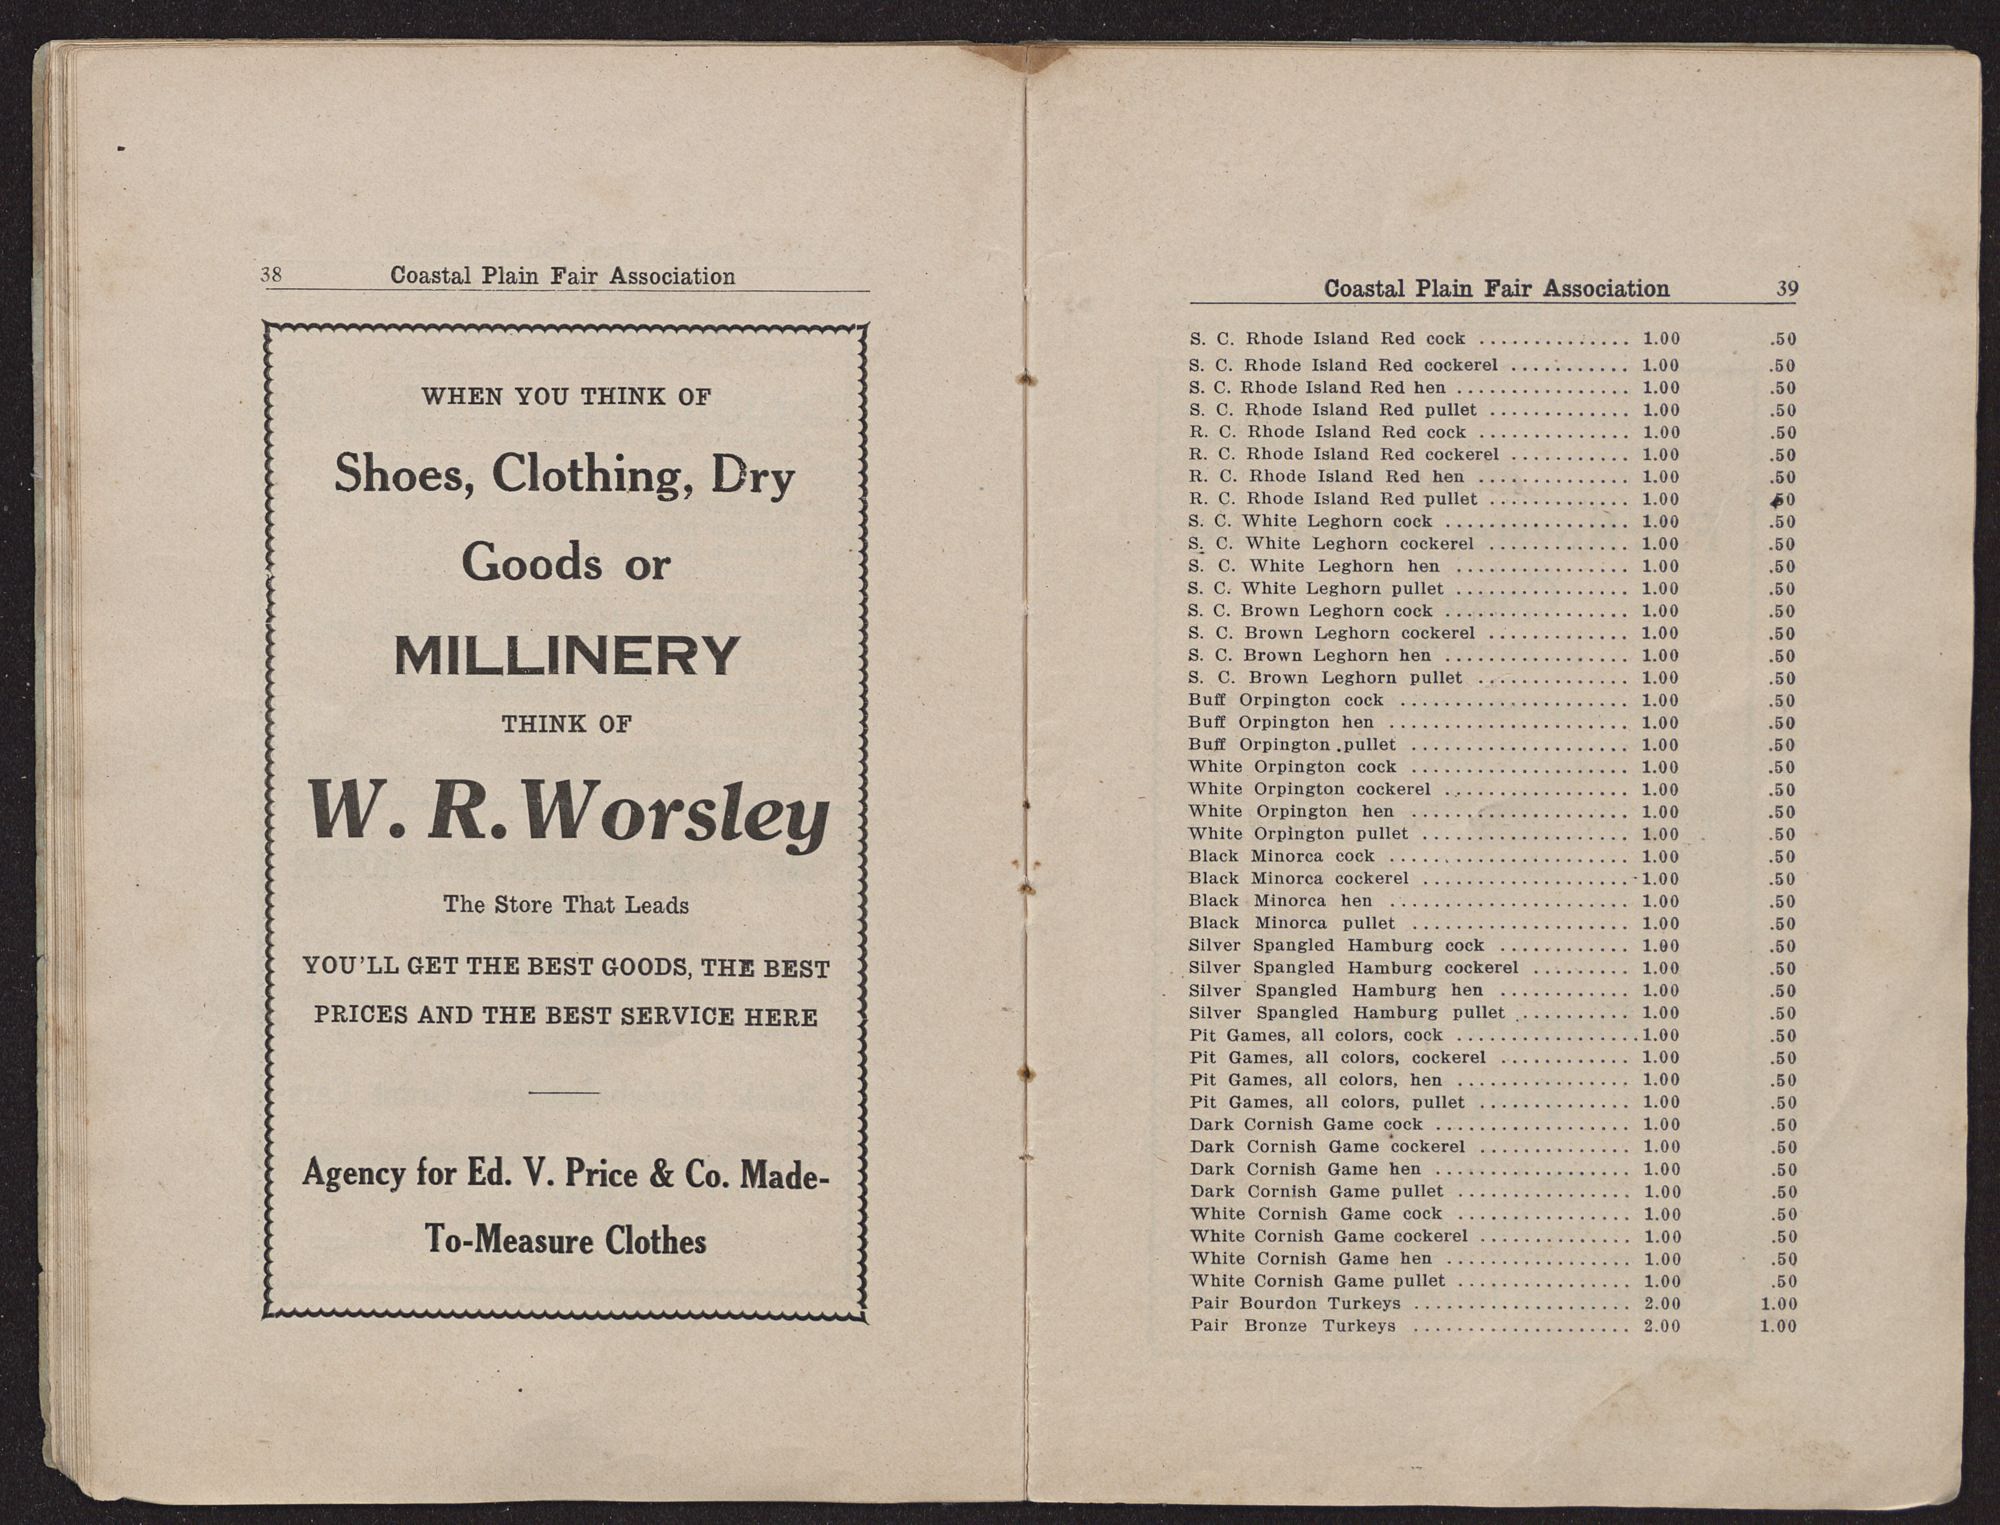 38 Coastal Plain Fair Association
WHEN YOU THINK OF
Shoes, Clothing, Dry
Goods or
MILLINERY
THINK OF
W. R. Worsley
The Store That Leads
YOU'LL GET THE BEST GOODS, THE BEST
PRICES AND THE BEST SERVICE HERE
Agency for Ed. V. Price & Co. Made-
To-Measure Clothes
Coastal Plain Fair Association 39
S. C. Rhode Island Red cock .............. 1.00 .50
S. C. Rhode Island Red cockerel ........... 1.00 .50
S. C. Rhode Island Red hen ................ 1.00 .50
S. C. Rhode Island Red pullet ............. 1.00 .50
R. C. Rhode Island Red cock .............. 1.00 .50
R. C. Rhode Island Red cockerel ........... 1.00 .50
R. C. Rhode Island Red hen .............. 1.00 .50
R. C. Rhode Island Red pullet ............. 1.00 .50
S. C. White Leghorn cock ................. 1.00 .50
S. C. White Leghorn cockerel ............. 1.00 .50
S. C. White Leghorn hen ................ 1.00 .50
S. C. White Leghorn pullet ................ 1.00 .50
S. C. Brown Leghorn cock ................. 1.00 .50
S. C. Brown Leghorn cockerel ............. 1.00 .50
S. C. Brown Leghorn hen ................. 1.00 .50
S. C. Brown Leghorn pullet .............. 1.00 .50
Buff Orpington cock ..................... 1.00 .50
Buff Orpington hen ...................... 1.00 .50
Buff Orpington pullet .................... 1.00 .50
White Orpington cock .................... 1.00 .50
White Orpington cockerel ................. 1.00 .50
White Orpington hen .................... 1.00 .50
White Orpington pullet ................... 1.00 .50
Black Minorca cock ...................... 1.00 .50
Black Minorca cockerel ................... 1.00 .50
Black Minorca hen ...................... 1.00 .50
Black Minorca pullet .................... 1.00 .50
Silver Spangled Hamburg cock ............ 1.00 .50
Silver Spangled Hamburg cockerel ......... 1.00 .50
Silver Spangled Hamburg hen ............ 1.00 .50
Silver Spangled Hamburg pullet .......... 1.00 .50
Pit Games, all colors, cock ................. 1.00 .50
Pit Games, all colors, cockerel ............ 1.00 .50
Pit Games, all colors, hen ................ 1.00 .50
Pit Games, all colors, pullet .............. 1.00 .50
Dark Cornish Game cock .................. 1.00 .50
Dark Cornish Game cockerel .............. 1.00 .50
Dark Cornish Game hen .................. 1.00 .50
Dark Cornish Game pullet ................ 1.00 .50
White Cornish Game cock ................ 1.00 .50
White Cornish Game cockerel .............. 1.00 .50
White Cornish Game hen ................. 1.00 .50
White Cornish Game pullet ................ 1.00 .50
Pair Bourdon Turkeys .................... 2.00 1.00
Pair Bronze Turkeys .................... 2.00 1.00